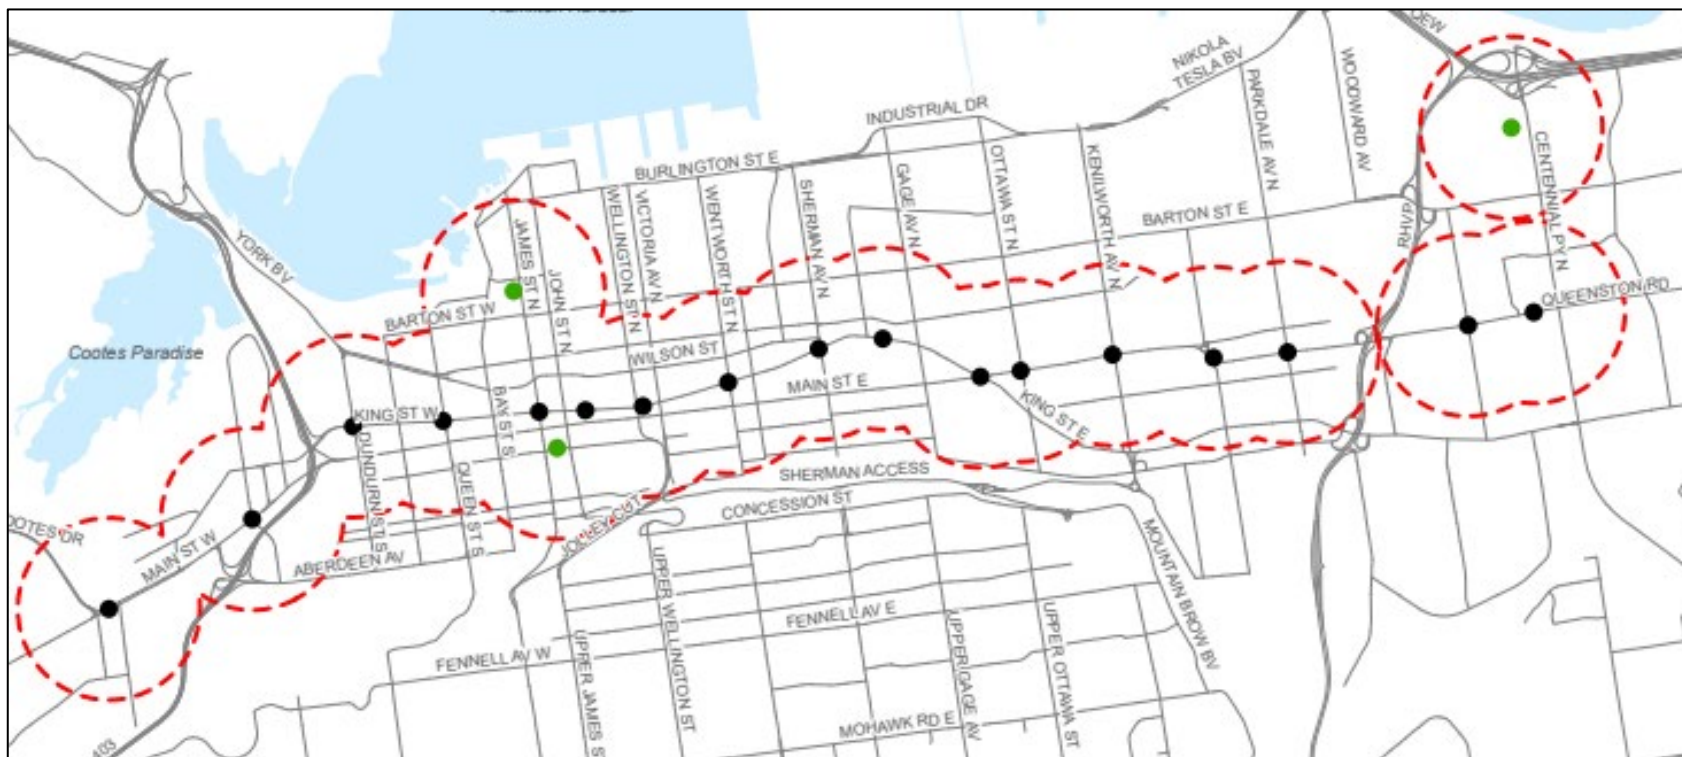 QEW
NIKOLA
TESLA BV
WOODWARD AV
PARKDALE AV N
INDUSTRIAL DR
CENTENNIAL PY N
BURLINGTON ST E
SHERMAN AV N
GAGE AV N
OTTAWA ST N
KENILWORTH AV N
BARTON ST E
RHVP
WELLINGTON ST N
VICTORIA AV N
WENTWORTH ST N
JAMES ST N
JOHN ST N
YORK BV
BARTON ST W
QUEENSTON RD
Cootes Paradise
WILSON ST
MAIN ST E
KING ST W
BAY ST S
KING ST E
DUNDURN ST S
QUEEN ST S
SHERMAN ACCESS
CONCESSION ST
JOLLEY CUT
OOTES DR
MAIN ST W
ABERDEEN AV
UPPER WELLINGTON ST
MOUNTAIN BROW BV
FENNELL AV E
FENNELL AV W
UPPER JAMES S
UPPER GAGE AV
UPPER OTTAWA ST
MOHAWK RD E
403